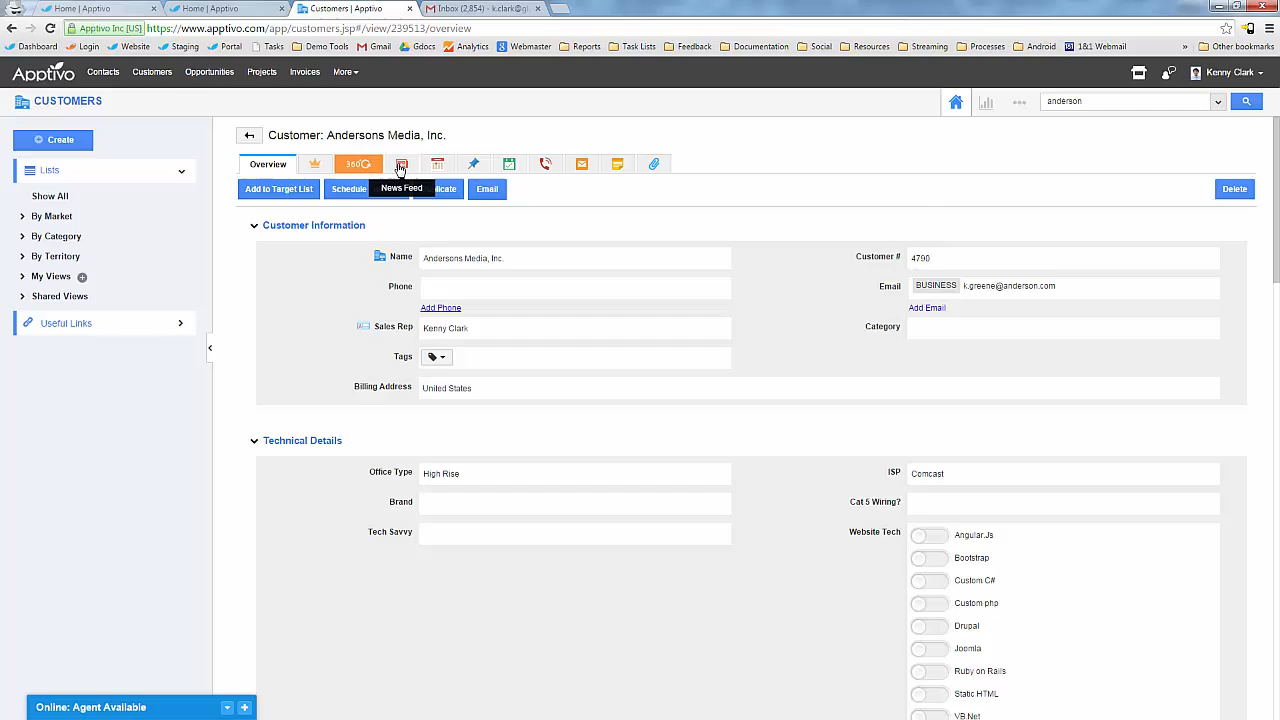 Home | Apptivo
Home | Apptivo
Customers | Apptivo
Inbox (2,854) - k.clark@gl
Apptivo Inc [US]
https://www.apptivo.com/app/customers.jsp#/view/239513/overview
Dashboard Login Website Staging Portal Tasks Demo Tools Gmail Gdocs Analytics Webmaster Reports Task Lists Feedback Documentation Social Resources Streaming Processes Android 1&1 Webmail » Other bookmarks
Apptivo Contacts Customers Opportunities Projects Invoices More Kenny Clark
CUSTOMERS
anderson
Create
Lists
Show All
By Market
By Category
By Territory
My Views
Shared Views
Useful Links
Customer: Andersons Media, Inc.
Overview 360
News Feed
Add to Target List Schedule licate Email Delete
Customer Information
Name Andersons Media, Inc. Customer # 4790
Phone Email BUSINESS k.greene@anderson.com
Add Phone Add Email
Sales Rep Kenny Clark Category
Tags
Billing Address United States
Technical Details
Office Type High Rise ISP Comcast
Brand Cat 5 Wiring?
Tech Savvy Website Tech Angular.Js
Bootstrap
Custom C#
Custom php
Drupal
Joomla
Ruby on Rails
Static HTML
VB.Net
Online: Agent Available